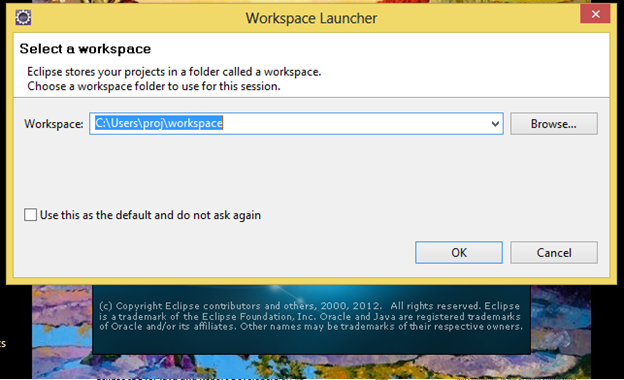 Workspace Launcher
Select a workspace
Eclipse stores your projects in a folder called a workspace.
Choose a workspace folder to use for this session.
Workspace: C:\Users\proj\workspace Browse...
Use this as the default and do not ask again
OK Cancel
(c) Copyright Eclipse contributors and others, 2000, 2012. All rights reserved. Eclipse
is a trademark of the Eclipse Foundation, Inc. Oracle and Java are registered trademarks
of Oracle and/or its affiliates. Other names may be trademarks of their respective owners.